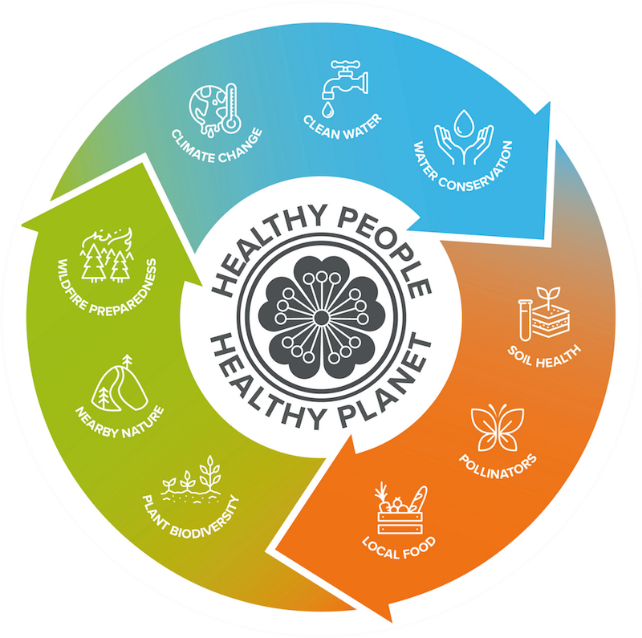 CLIMATE CHANGE
CLEAN WATER
WATER CONSERVATION
SOIL HEALTH
POLLINATORS
LOCAL FOOD
PLANT BIODIVERSITY
NEARBY NATURE
WILDFIRE PREPAREDNESS
HEALTHY PEOPLE
HEALTHY PLANET